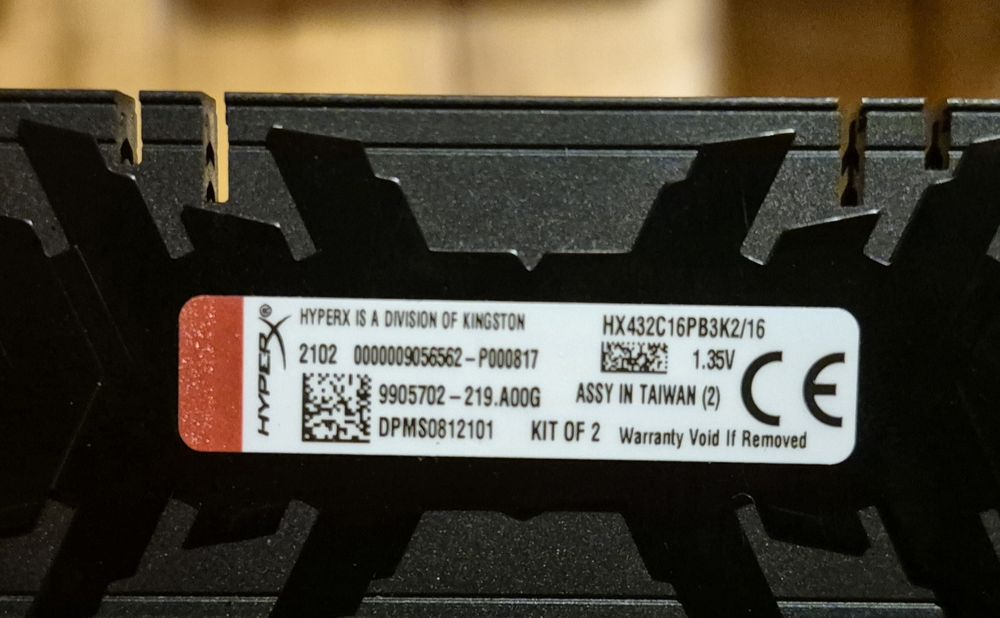 HYPERX®
HYPERX IS A DIVISION OF KINGSTON
2102 0000009056562-P000817
9905702-219.A00G
DPMS0812101
KIT OF 2
HX432C16PB3K2/16
1.35V
ASSY IN TAIWAN (2)
CE
Warranty Void If Removed